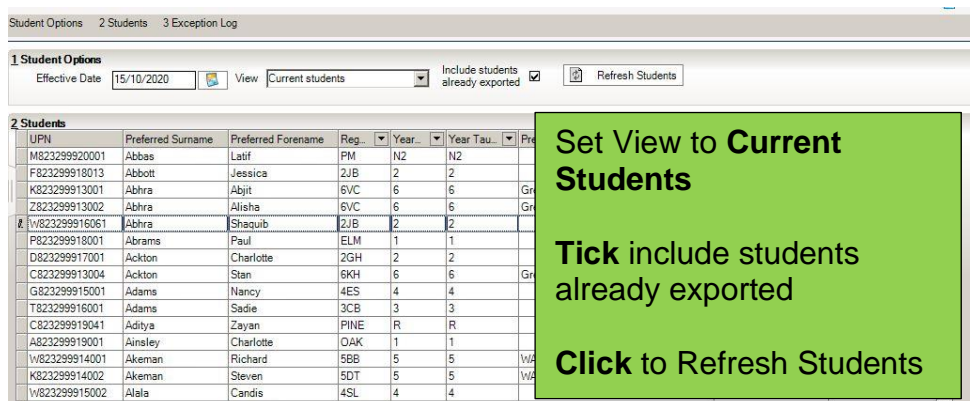 Student Options 2 Students 3 Exception Log
1 Student Options
Effective Date 15/10/2020 View Current students Include students already exported Refresh Students
2 Students
UPN Preferred Surname Preferred Forename Reg... Year... Year Tau... Pre
M823299920001 Abbas Latif PM N2 N2
F823299918013 Abbott Jessica 2JB 2 2
K823299913001 Abhra Abjit 6VC 6 6 Gre
Z823299913002 Abhra Alisha 6VC 6 6 Gre
W823299916061 Abhra Shaquib 2JB 2 2
P823299918001 Abrams Paul ELM 1 1
D823299917001 Ackton Charlotte 2GH 2 2
C823299913004 Ackton Stan 6KH 6 6 Gre
G823299915001 Adams Nancy 4ES 4 4
T823299916001 Adams Sadie 3CB 3 3
C823299919041 Aditya Zayan PINE R R
A823299919001 Ainsley Charlotte OAK 1 1
W823299914001 Akeman Richard 5BB 5 5 WA
K823299914002 Akeman Steven 5DT 5 5 WA
W823299915002 Alala Candis 4SL 4 4
Set View to Current
Students
Tick include students
already exported
Click to Refresh Students